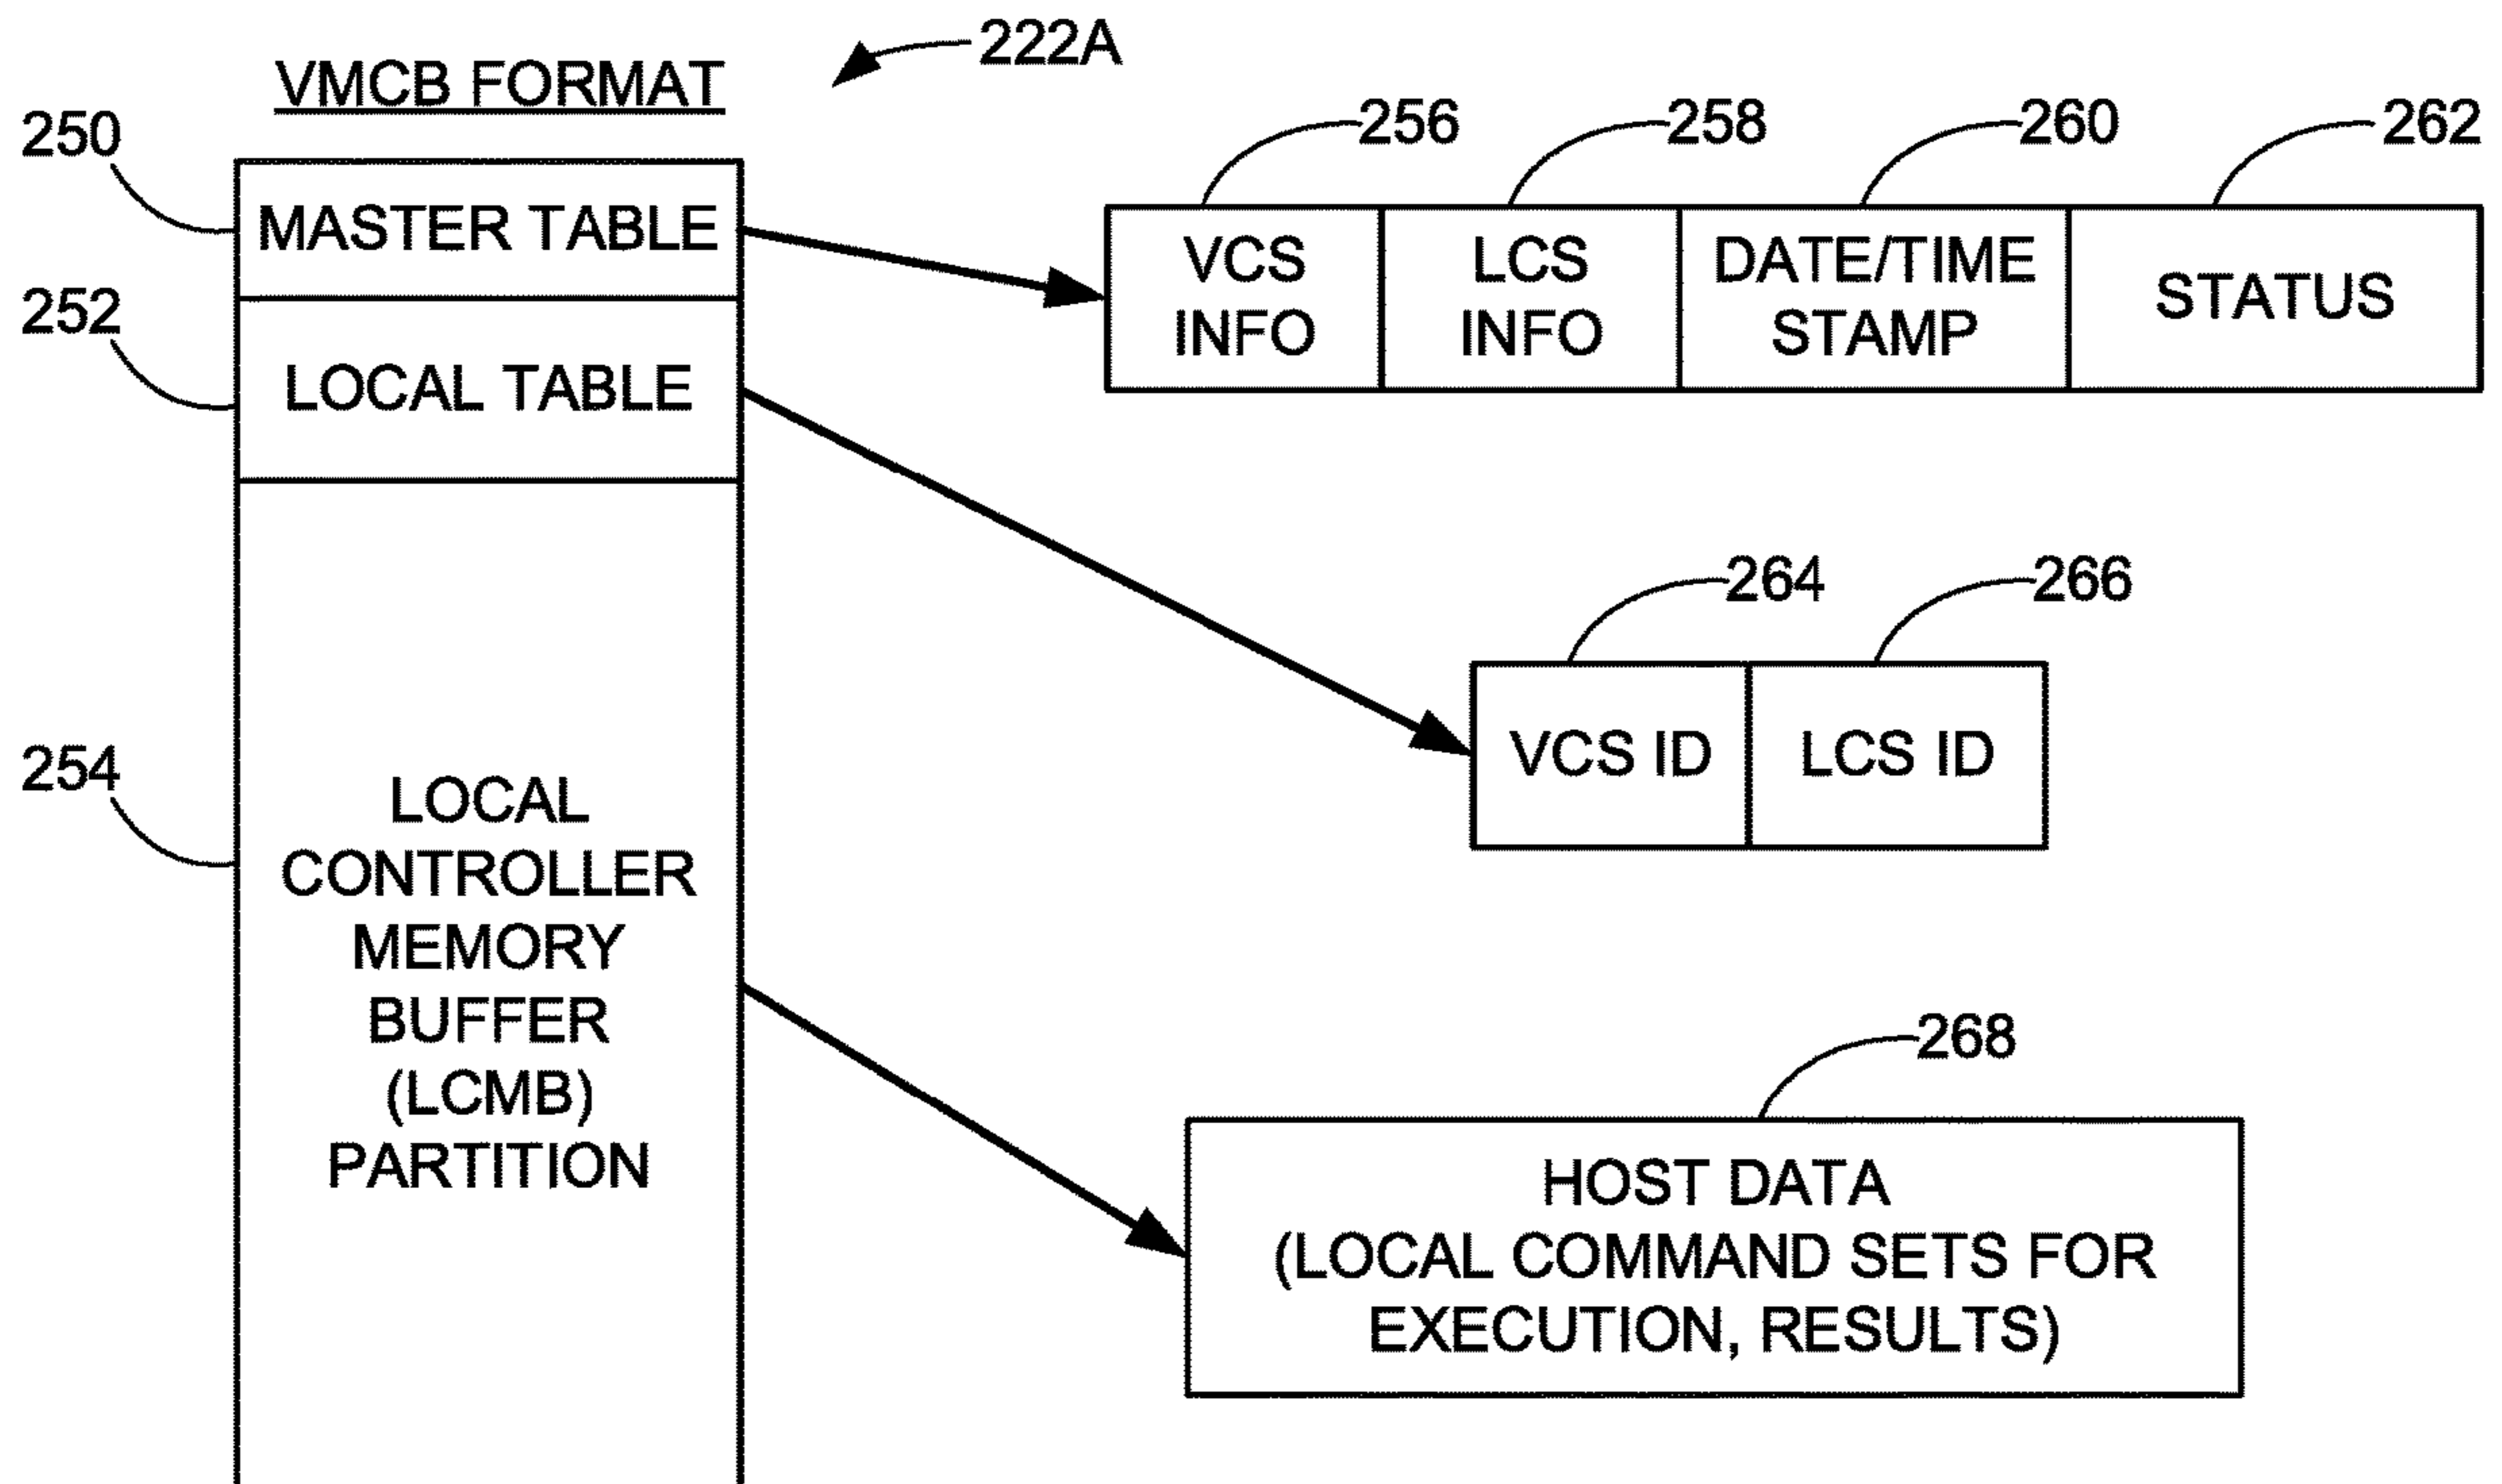 222A
VMCB FORMAT
250
256
258
260
262
MASTER TABLE
VCS
INFO
LCS
INFO
DATE/TIME
STAMP
STATUS
252
LOCAL TABLE
264
266
VCS ID
LCS ID
254
LOCAL
CONTROLLER
MEMORY
BUFFER
(LCMB)
PARTITION
268
HOST DATA
(LOCAL COMMAND SETS FOR
EXECUTION, RESULTS)